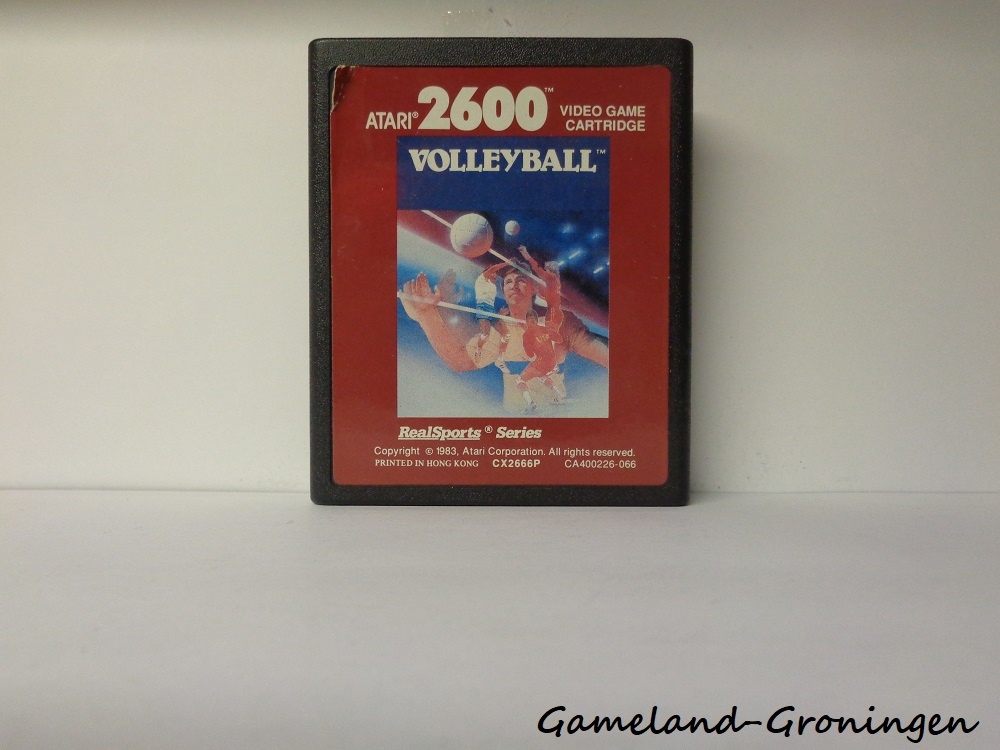 ATARI® 2600™ VIDEO GAME CARTRIDGE
VOLLEYBALL™
RealSports® Series
Copyright © 1983, Atari Corporation. All rights reserved.
PRINTED IN HONG KONG CX2666P CA400226-066
Gameland-Groningen